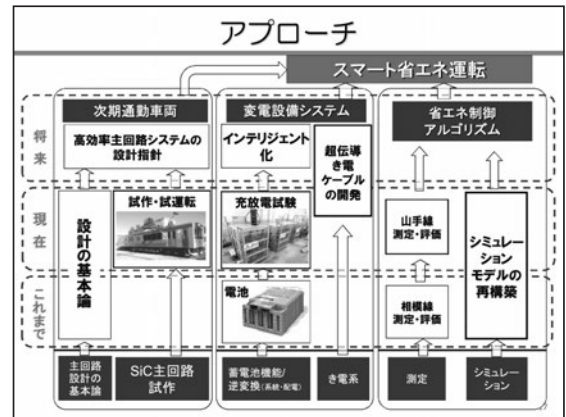 アプローチ
スマート省エネ運転
次期通勤車両
高効率主回路システムの
設計指針
変電設備システム
インテリジェント
化
超伝導
き電
ケーブル
の開発
省エネ制御
アルゴリズム
将来
現在
これまで
設計の基本論
試作・試運転
充放電試験
電池
山手線
測定・評価
相模線
測定・評価
シミュレー
ション
モデルの
再構築
主回路
設計の
基本論
SiC主回路
試作
蓄電池機能/
逆変換(系統・配電)
き電系
測定
シミュレー
ション